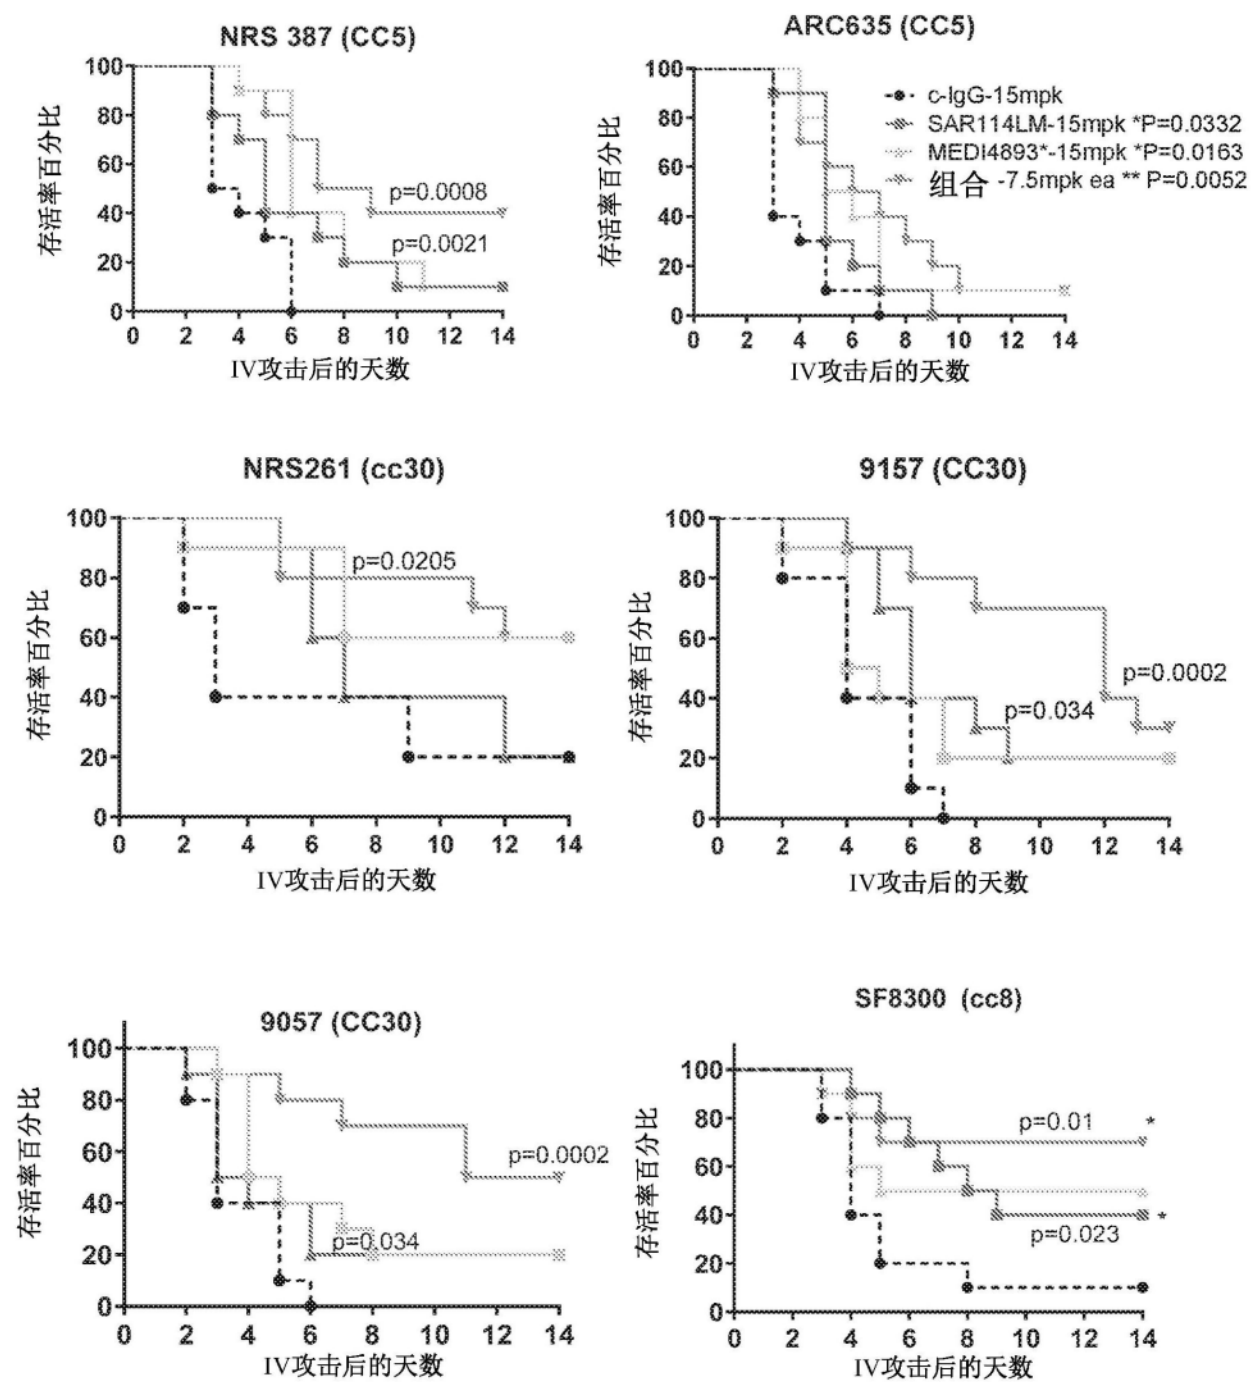 NRS 387 (CC5)
100
80
60
40
20
0
存活率百分比
p=0.0008
p=0.0021
0 2 4 6 8 10 12 14
IV攻击后的天数
ARC635 (CC5)
100
80
60
40
20
0
存活率百分比
c-IgG-15mpk
SAR114LM-15mpk *P=0.0332
MEDI4893*-15mpk *P=0.0163
组合 -7.5mpk ea ** P=0.0052
0 2 4 6 8 10 12 14
IV攻击后的天数
NRS261 (cc30)
100
80
60
40
20
0
存活率百分比
p=0.0205
0 2 4 6 8 10 12 14
IV攻击后的天数
9157 (CC30)
100
80
60
40
20
0
存活率百分比
p=0.0002
p=0.034
0 2 4 6 8 10 12 14
IV攻击后的天数
9057 (CC30)
100
80
60
40
20
0
存活率百分比
p=0.0002
p=0.034
0 2 4 6 8 10 12 14
IV攻击后的天数
SF8300 (cc8)
100
80
60
40
20
0
存活率百分比
p=0.01 *
*
p=0.023
0 2 4 6 8 10 12 14
IV攻击后的天数